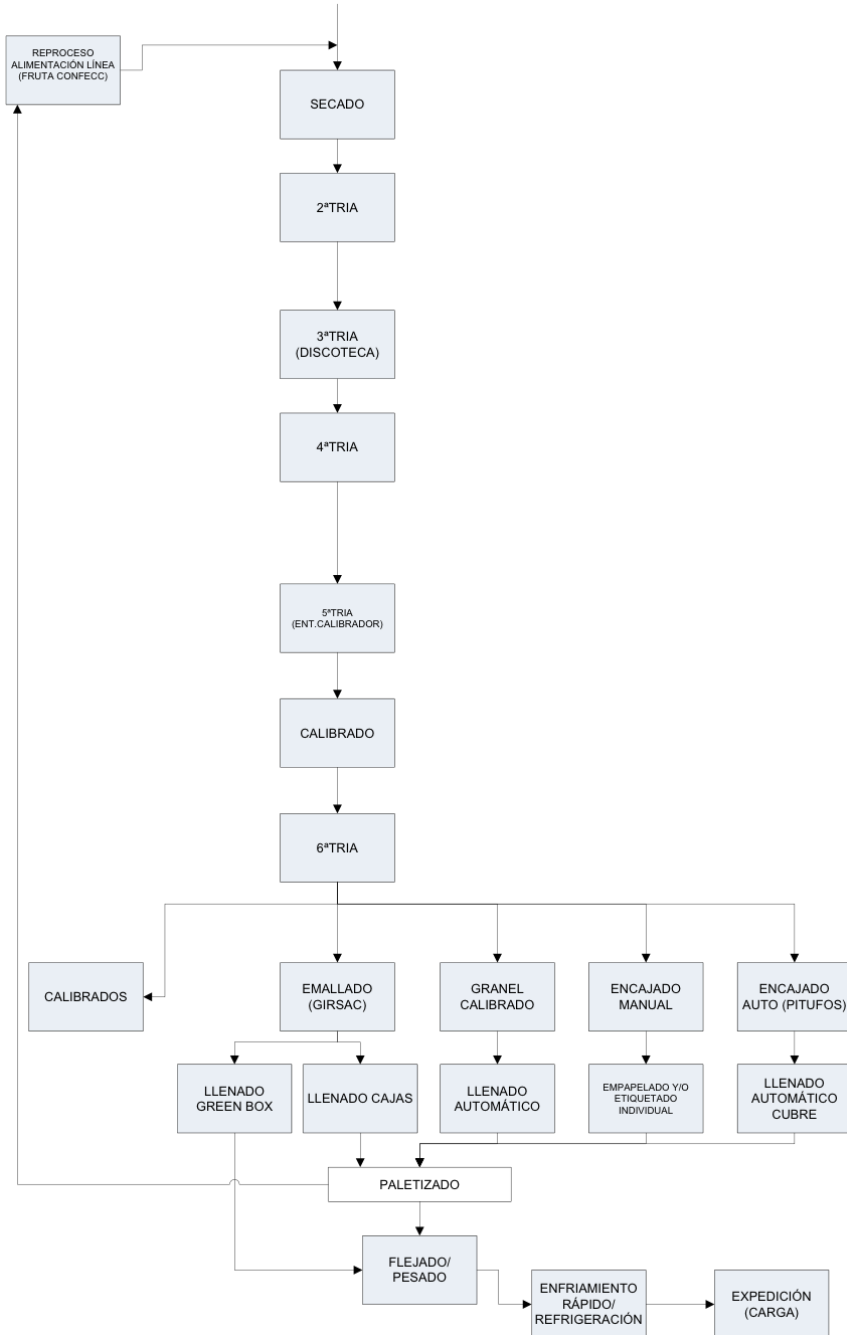 REPROCESO
ALIMENTACIÓN LÍNEA
(FRUTA CONFECC)
SECADO
2ªTRIA
3ªTRIA
(DISCOTECA)
4ªTRIA
5ªTRIA
(ENT.CALIBRADOR)
CALIBRADO
6ªTRIA
CALIBRADOS
EMALLADO
(GIRSAC)
GRANEL
CALIBRADO
ENCAJADO
MANUAL
ENCAJADO
AUTO (PITUFOS)
LLENADO
GREEN BOX
LLENADO CAJAS
LLENADO
AUTOMÁTICO
EMPAPELADO Y/O
ETIQUETADO
INDIVIDUAL
LLENADO
AUTOMÁTICO
CUBRE
PALETIZADO
FLEJADO/
PESADO
ENFRIAMIENTO
RÁPIDO/
REFRIGERACIÓN
EXPEDICIÓN
(CARGA)